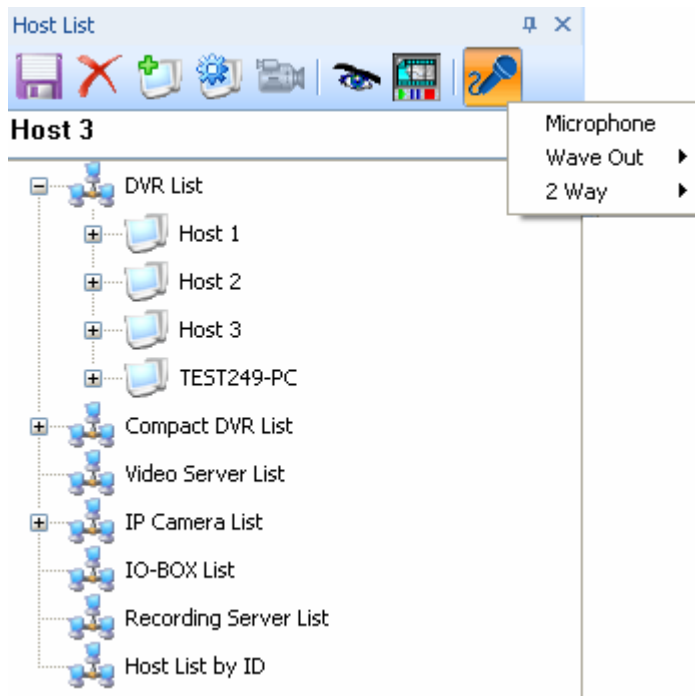 Host List
Host 3
Microphone
Wave Out
2 Way
DVR List
Host 1
Host 2
Host 3
TEST249-PC
Compact DVR List
Video Server List
IP Camera List
IO-BOX List
Recording Server List
Host List by ID